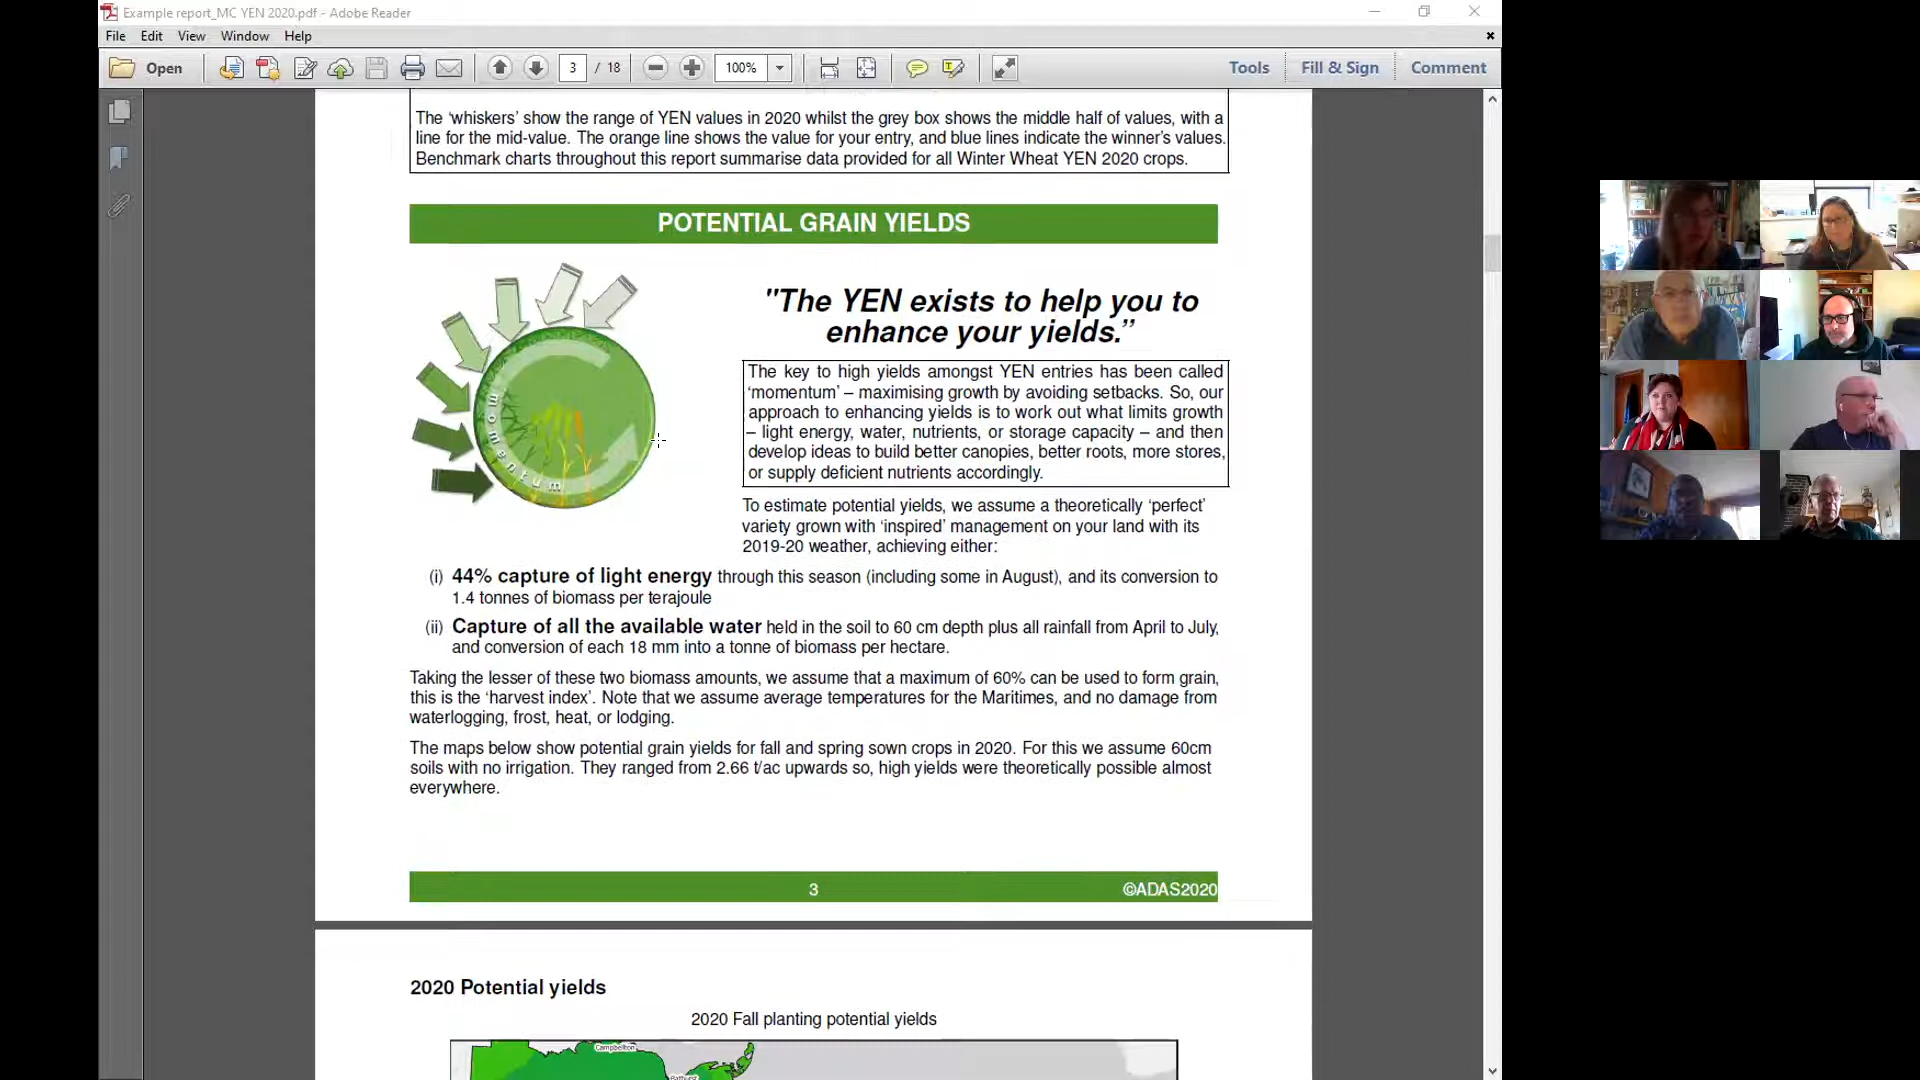 Example report_MC YEN 2020.pdf - Adobe Reader
File Edit View Window Help
Open 3 / 18 100% Tools Fill & Sign Comment
The ‘whiskers’ show the range of YEN values in 2020 whilst the grey box shows the middle half of values, with a
line for the mid-value. The orange line shows the value for your entry, and blue lines indicate the winner’s values.
Benchmark charts throughout this report summarise data provided for all Winter Wheat YEN 2020 crops.
POTENTIAL GRAIN YIELDS
momentum
"The YEN exists to help you to
enhance your yields.”
The key to high yields amongst YEN entries has been called
‘momentum’ – maximising growth by avoiding setbacks. So, our
approach to enhancing yields is to work out what limits growth
– light energy, water, nutrients, or storage capacity – and then
develop ideas to build better canopies, better roots, more stores,
or supply deficient nutrients accordingly.
To estimate potential yields, we assume a theoretically ‘perfect’
variety grown with ‘inspired’ management on your land with its
2019-20 weather, achieving either:
(i) 44% capture of light energy through this season (including some in August), and its conversion to
1.4 tonnes of biomass per terajoule
(ii) Capture of all the available water held in the soil to 60 cm depth plus all rainfall from April to July,
and conversion of each 18 mm into a tonne of biomass per hectare.
Taking the lesser of these two biomass amounts, we assume that a maximum of 60% can be used to form grain,
this is the ‘harvest index’. Note that we assume average temperatures for the Maritimes, and no damage from
waterlogging, frost, heat, or lodging.
The maps below show potential grain yields for fall and spring sown crops in 2020. For this we assume 60cm
soils with no irrigation. They ranged from 2.66 t/ac upwards so, high yields were theoretically possible almost
everywhere.
3 ©ADAS2020
2020 Potential yields
2020 Fall planting potential yields
Campbellton
Bathurst